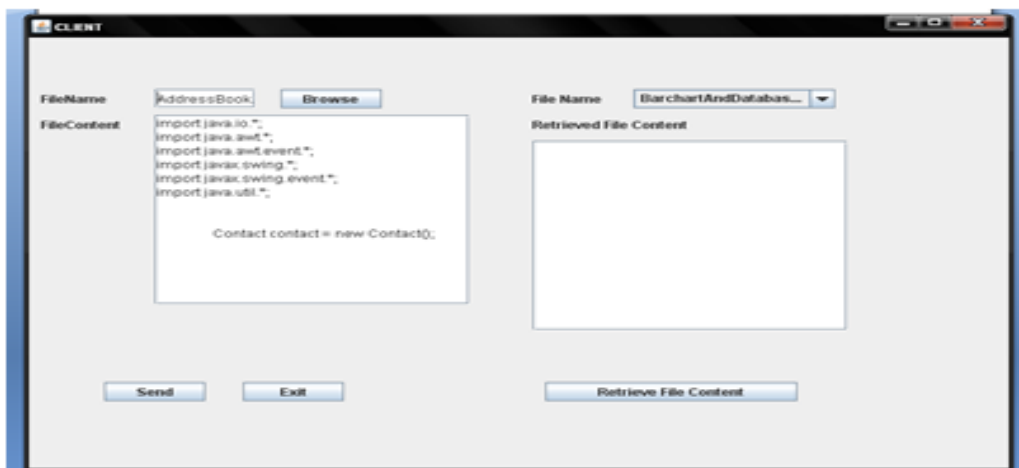 CLIENT
FileName
AddressBook.
Browse
FileContent
import java.io.*;
import java.awt.*;
import java.awt.event.*;
import javax.swing.*;
import javax.swing.event.*;
import java.util.*;
Contact contact = new Contact();
Send
Exit
File Name
BarchartAndDatabas...
Retrieved File Content
Retrieve File Content